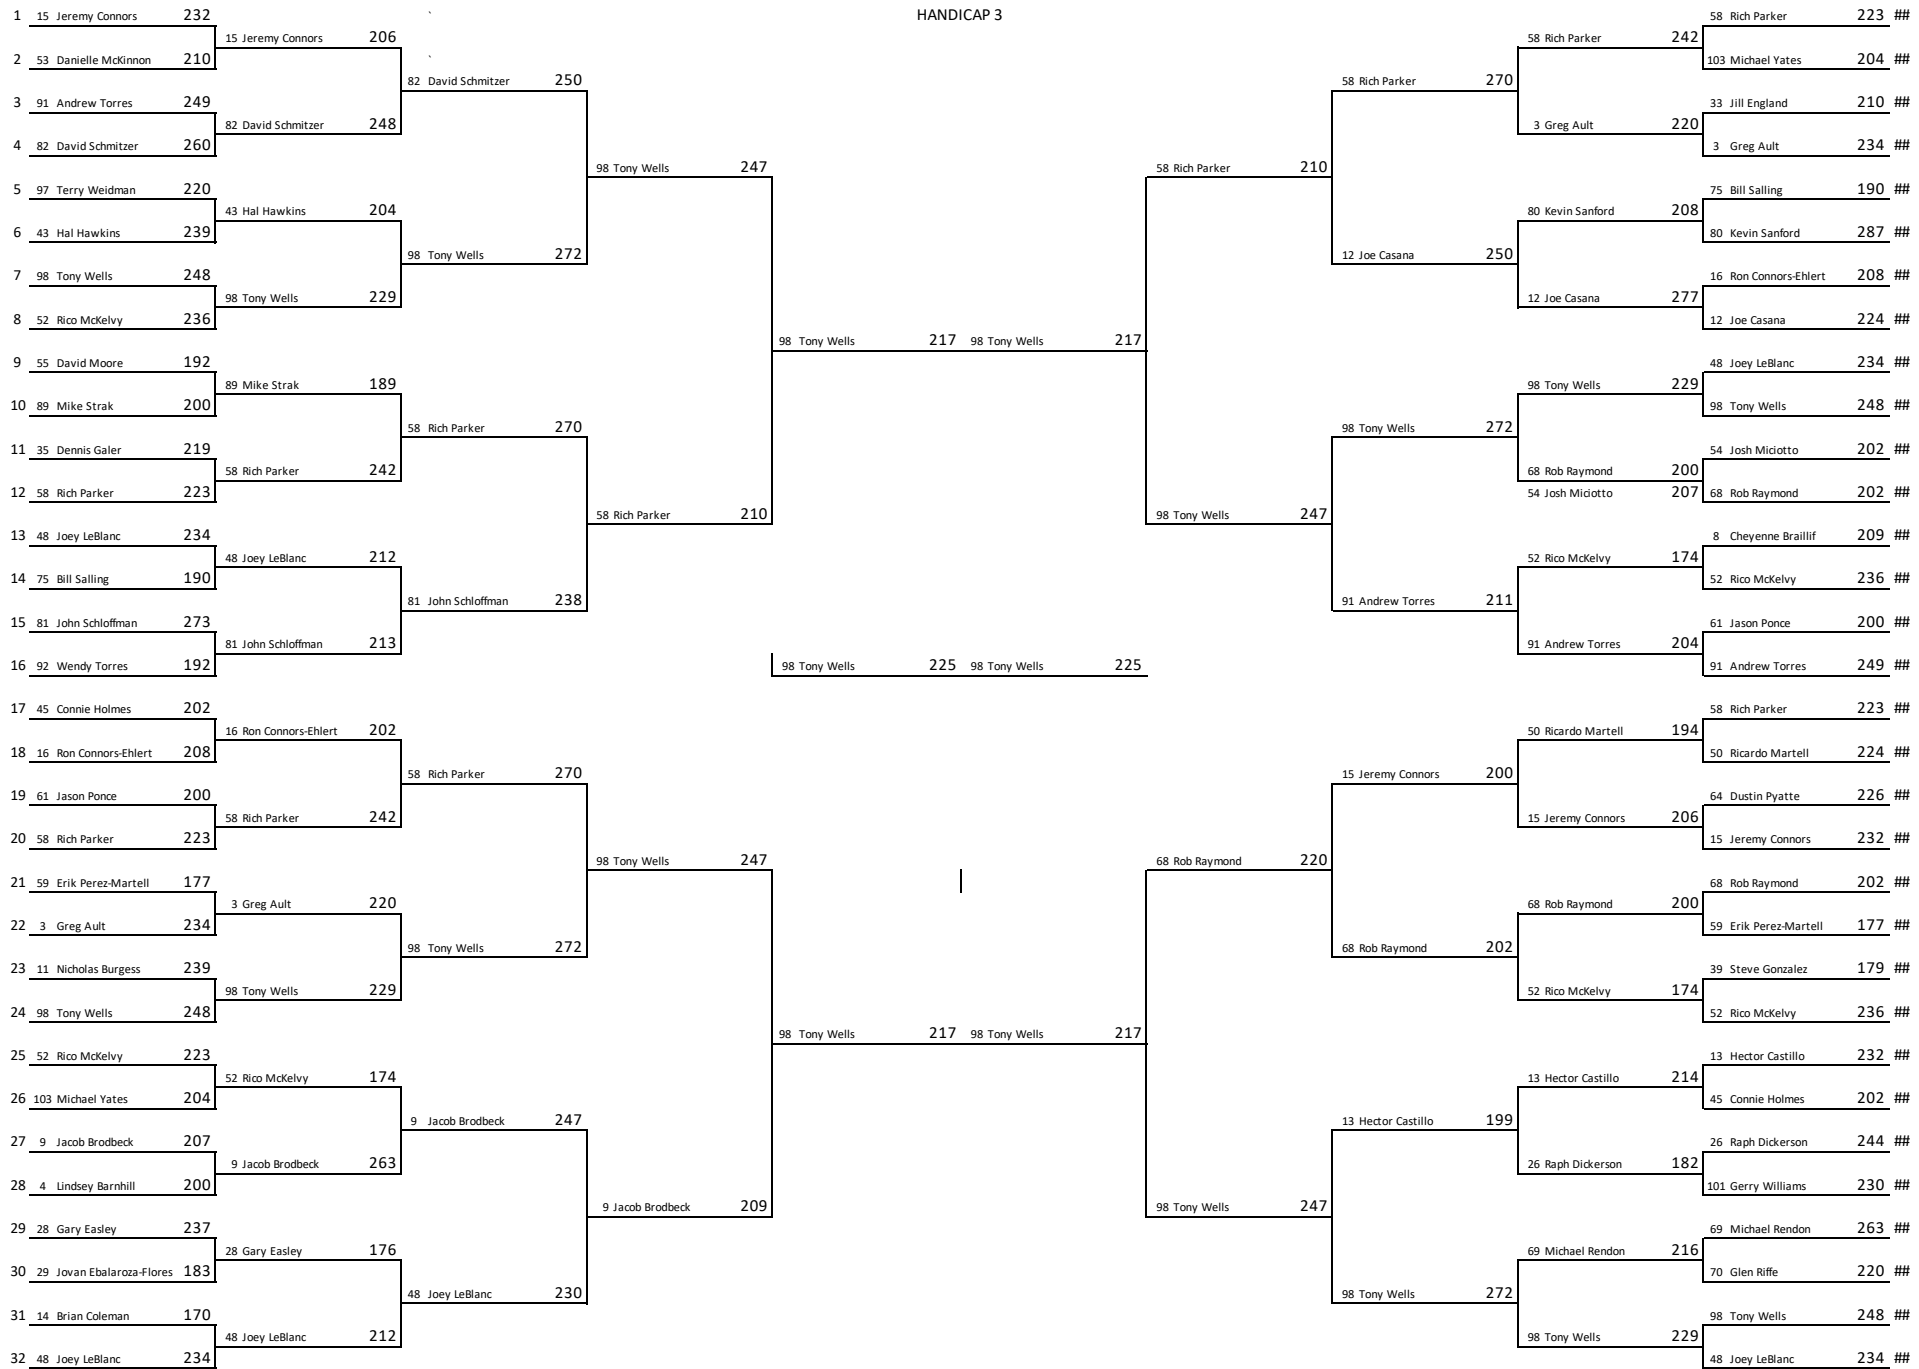 HANDICAP 3
1 15 Jeremy Connors 232
2 53 Danielle McKinnon 210
3 91 Andrew Torres 249
4 82 David Schmitzer 260
5 97 Terry Weidman 220
6 43 Hal Hawkins 239
7 98 Tony Wells 248
8 52 Rico McKelvy 236
9 55 David Moore 192
10 89 Mike Strak 200
11 35 Dennis Galer 219
12 58 Rich Parker 223
13 48 Joey LeBlanc 234
14 75 Bill Salling 190
15 81 John Schloffman 273
16 92 Wendy Torres 192
17 45 Connie Holmes 202
18 16 Ron Connors-Ehlert 208
19 61 Jason Ponce 200
20 58 Rich Parker 223
21 59 Erik Perez-Martell 177
22 3 Greg Ault 234
23 11 Nicholas Burgess 239
24 98 Tony Wells 248
25 52 Rico McKelvy 223
26 103 Michael Yates 204
27 9 Jacob Brodbeck 207
28 4 Lindsey Barnhill 200
29 28 Gary Easley 237
30 29 Jovan Ebalaroza-Flores 183
31 14 Brian Coleman 170
32 48 Joey LeBlanc 234
15 Jeremy Connors 206
82 David Schmitzer 248
43 Hal Hawkins 204
98 Tony Wells 229
89 Mike Strak 189
58 Rich Parker 242
48 Joey LeBlanc 212
81 John Schloffman 213
16 Ron Connors-Ehlert 202
58 Rich Parker 242
3 Greg Ault 220
98 Tony Wells 229
52 Rico McKelvy 174
9 Jacob Brodbeck 263
28 Gary Easley 176
48 Joey LeBlanc 212
` 
`
82 David Schmitzer 250
98 Tony Wells 272
58 Rich Parker 270
81 John Schloffman 238
58 Rich Parker 270
98 Tony Wells 272
9 Jacob Brodbeck 247
48 Joey LeBlanc 230
98 Tony Wells 247
58 Rich Parker 210
98 Tony Wells 247
9 Jacob Brodbeck 209
98 Tony Wells 217 98 Tony Wells 217
98 Tony Wells 225 98 Tony Wells 225
98 Tony Wells 217 98 Tony Wells 217
58 Rich Parker 210
98 Tony Wells 247
68 Rob Raymond 220
98 Tony Wells 247
58 Rich Parker 270
12 Joe Casana 250
98 Tony Wells 272
91 Andrew Torres 211
15 Jeremy Connors 200
68 Rob Raymond 202
13 Hector Castillo 199
98 Tony Wells 272
58 Rich Parker 242
3 Greg Ault 220
80 Kevin Sanford 208
12 Joe Casana 277
98 Tony Wells 229
68 Rob Raymond 200
54 Josh Miciotto 207
52 Rico McKelvy 174
91 Andrew Torres 204
50 Ricardo Martell 194
15 Jeremy Connors 206
68 Rob Raymond 200
52 Rico McKelvy 174
13 Hector Castillo 214
26 Raph Dickerson 182
69 Michael Rendon 216
98 Tony Wells 229
58 Rich Parker 223 ##
103 Michael Yates 204 ##
33 Jill England 210 ##
3 Greg Ault 234 ##
75 Bill Salling 190 ##
80 Kevin Sanford 287 ##
16 Ron Connors-Ehlert 208 ##
12 Joe Casana 224 ##
48 Joey LeBlanc 234 ##
98 Tony Wells 248 ##
54 Josh Miciotto 202 ##
68 Rob Raymond 202 ##
8 Cheyenne Braillif 209 ##
52 Rico McKelvy 236 ##
61 Jason Ponce 200 ##
91 Andrew Torres 249 ##
58 Rich Parker 223 ##
50 Ricardo Martell 224 ##
64 Dustin Pyatte 226 ##
15 Jeremy Connors 232 ##
68 Rob Raymond 202 ##
59 Erik Perez-Martell 177 ##
39 Steve Gonzalez 179 ##
52 Rico McKelvy 236 ##
13 Hector Castillo 232 ##
45 Connie Holmes 202 ##
26 Raph Dickerson 244 ##
101 Gerry Williams 230 ##
69 Michael Rendon 263 ##
70 Glen Riffe 220 ##
98 Tony Wells 248 ##
48 Joey LeBlanc 234 ##